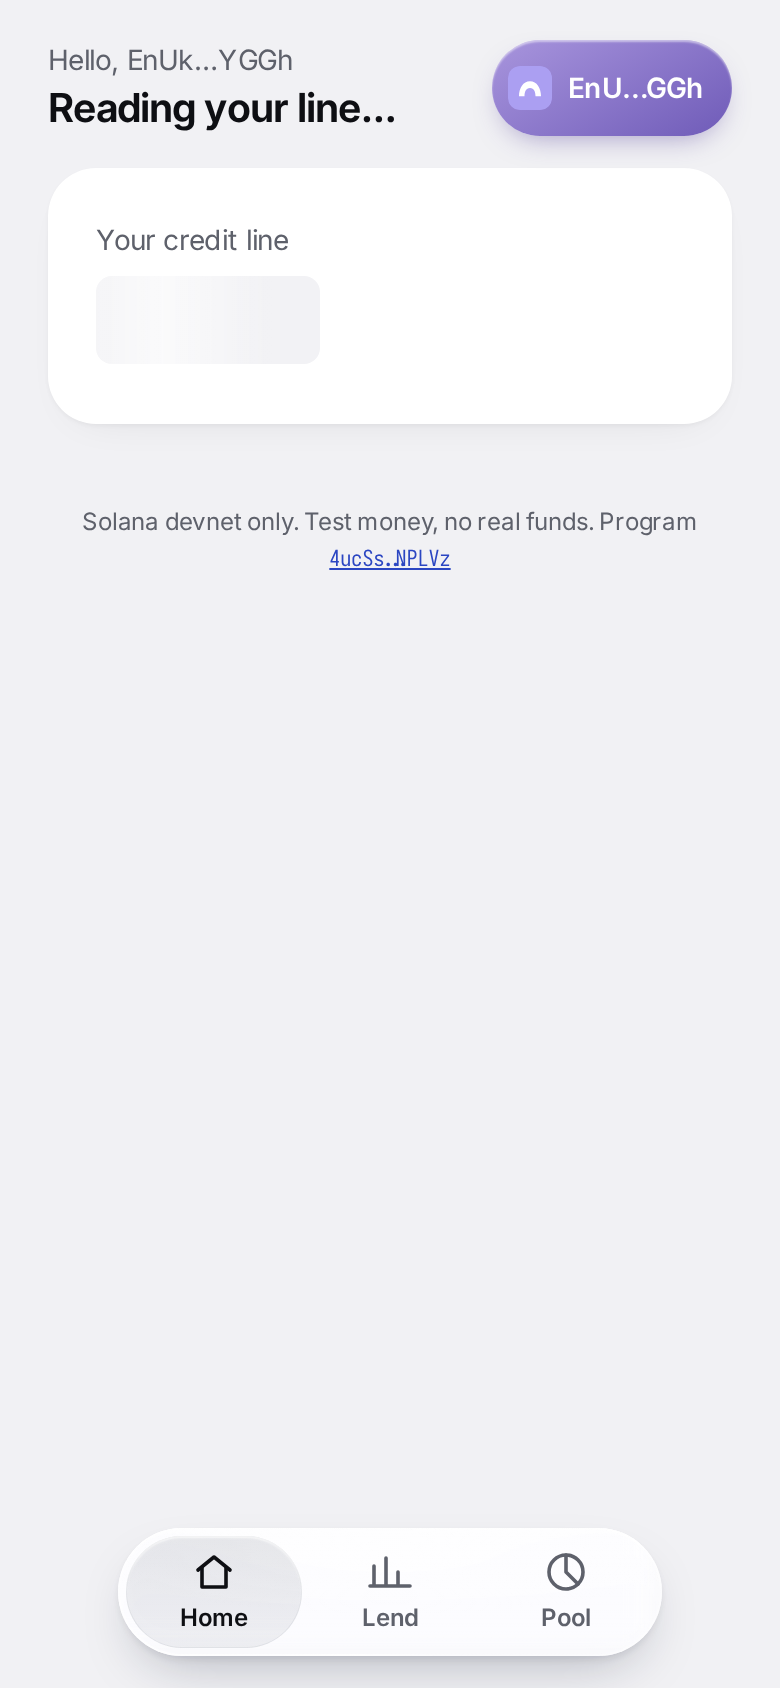 Hello, EnUk...YGGh
Reading your line...
EnU...GGh
Your credit line
Solana devnet only. Test money, no real funds. Program
4ucSs…NPLVz
Home
Lend
Pool